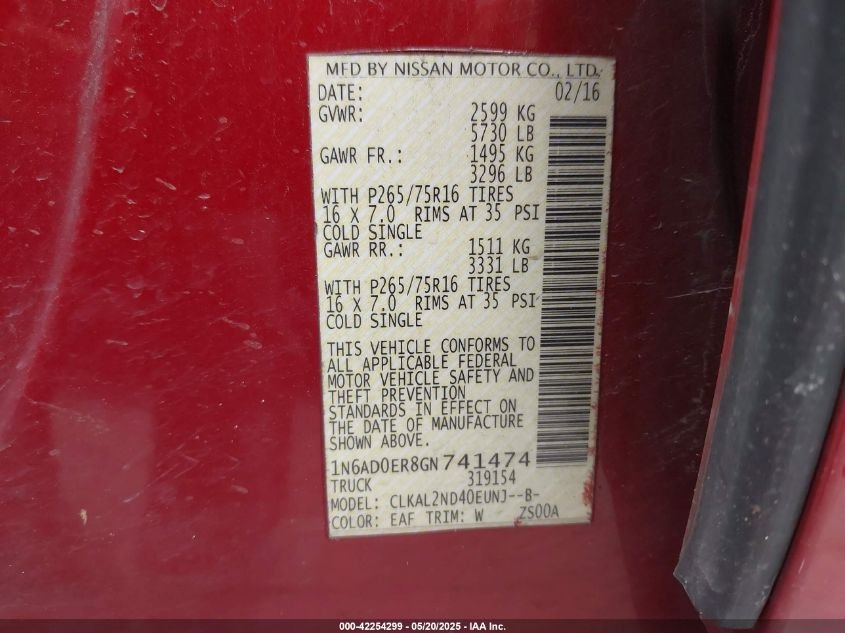 MFD BY NISSAN MOTOR CO., LTD.
DATE: 02/16
GVWR: 2599 KG
5730 LB
GAWR FR.: 1495 KG
3296 LB
WITH P265/75R16 TIRES
16 X 7.0 RIMS AT 35 PSI
COLD SINGLE
GAWR RR.: 1511 KG
3331 LB
WITH P265/75R16 TIRES
16 X 7.0 RIMS AT 35 PSI
COLD SINGLE
THIS VEHICLE CONFORMS TO
ALL APPLICABLE FEDERAL
MOTOR VEHICLE SAFETY AND
THEFT PREVENTION
STANDARDS IN EFFECT ON
THE DATE OF MANUFACTURE
SHOWN ABOVE.
1N6AD0ER8GN741474
TRUCK 319154
MODEL: CLKAL2ND40EUNJ--B-
COLOR: EAF TRIM: W ZS00A
000-42254299 - 05/20/2025 - IAA Inc.